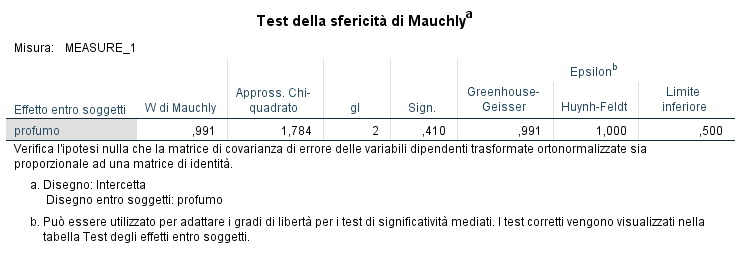 Test della sfericità di Mauchlyª
Misura: MEASURE_1
Effetto entro soggetti W di Mauchly Appross. Chi-quadrato gl Sign. Epsilonᵇ
Greenhouse-Geisser Huynh-Feldt Limite inferiore
profumo ,991 1,784 2 ,410 ,991 1,000 ,500
Verifica l'ipotesi nulla che la matrice di covarianza di errore delle variabili dipendenti trasformate ortonormalizzate sia
proporzionale ad una matrice di identità.
a. Disegno: Intercetta
Disegno entro soggetti: profumo
b. Può essere utilizzato per adattare i gradi di libertà per i test di significatività mediati. I test corretti vengono visualizzati nella
tabella Test degli effetti entro soggetti.